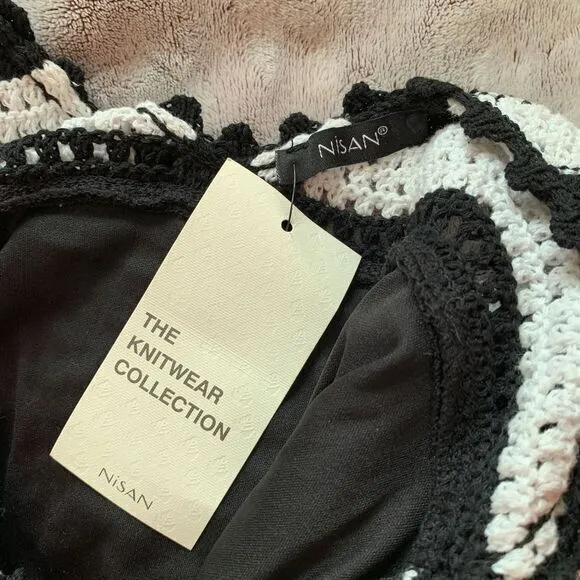 NiSAN®
THE
KNITWEAR
COLLECTION
NiSAN